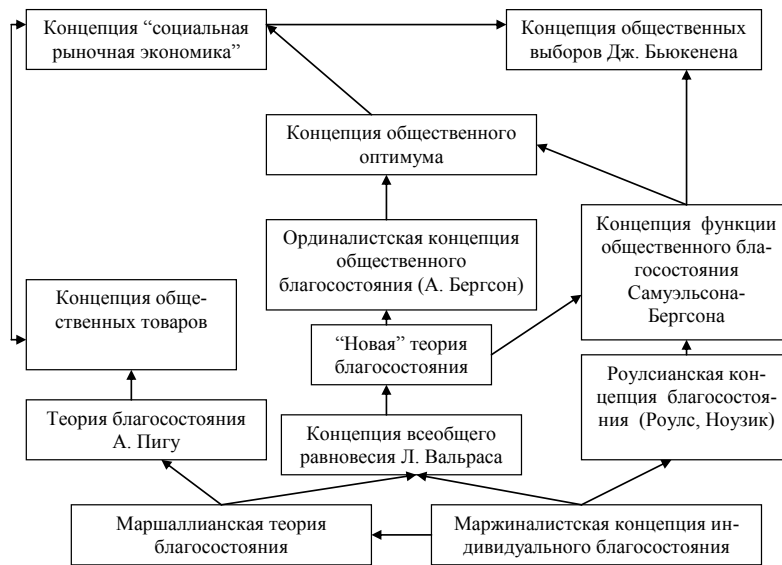 Концепция “социальная
рыночная экономика”
Концепция общественных
выборов Дж. Бьюкенена
Концепция общественного
оптимума
Ординалистская концепция
общественного
благосостояния (А. Бергсон)
Концепция функции
общественного бла-
госостояния
Самуэльсона-
Бергсона
Концепция обще-
ственных товаров
“Новая” теория
благосостояния
Роулсианская кон-
цепция благосостоя-
ния (Роулс, Ноузик)
Теория благосостояния
А. Пигу
Концепция всеобщего
равновесия Л. Вальраса
Маршаллианская теория
благосостояния
Маржиналистская концепция ин-
дивидуального благосостояния